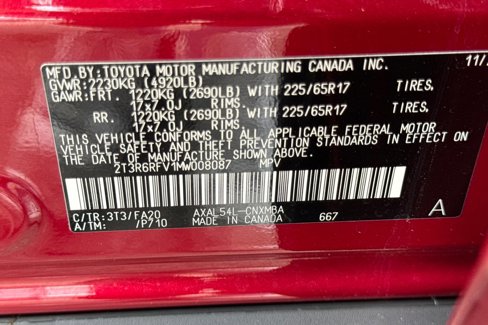 MFD.BY:TOYOTA MOTOR MANUFACTURING CANADA INC. 11/
GVWR:2230KG (4920LB)
GAWR:FRT. 1220KG (2690LB) WITH 225/65R17 TIRES,
17x7.0J RIMS.
RR. 1220KG (2690LB) WITH 225/65R17 TIRES,
17x7.0J RIMS.
THIS VEHICLE CONFORMS TO ALL APPLICABLE FEDERAL MOTOR
VEHICLE SAFETY AND THEFT PREVENTION STANDARDS IN EFFECT ON
THE DATE OF MANUFACTURE SHOWN ABOVE.
2T3R6RFV1MW008087 MPV
C/TR:3T3/FA20 AXAL54L-CNXMBA
A/TM: /P710 MADE IN CANADA 667 A